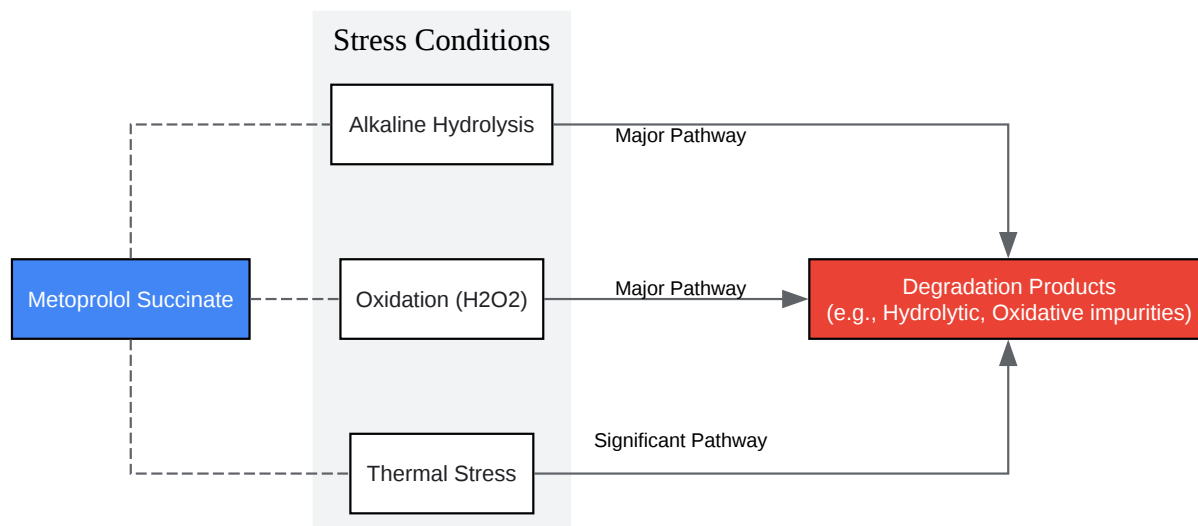 Stress Conditions
Alkaline Hydrolysis
Major Pathway
Metoprolol Succinate
Oxidation (H2O2)
Major Pathway
Degradation Products
(e.g., Hydrolytic, Oxidative impurities)
Thermal Stress
Significant Pathway